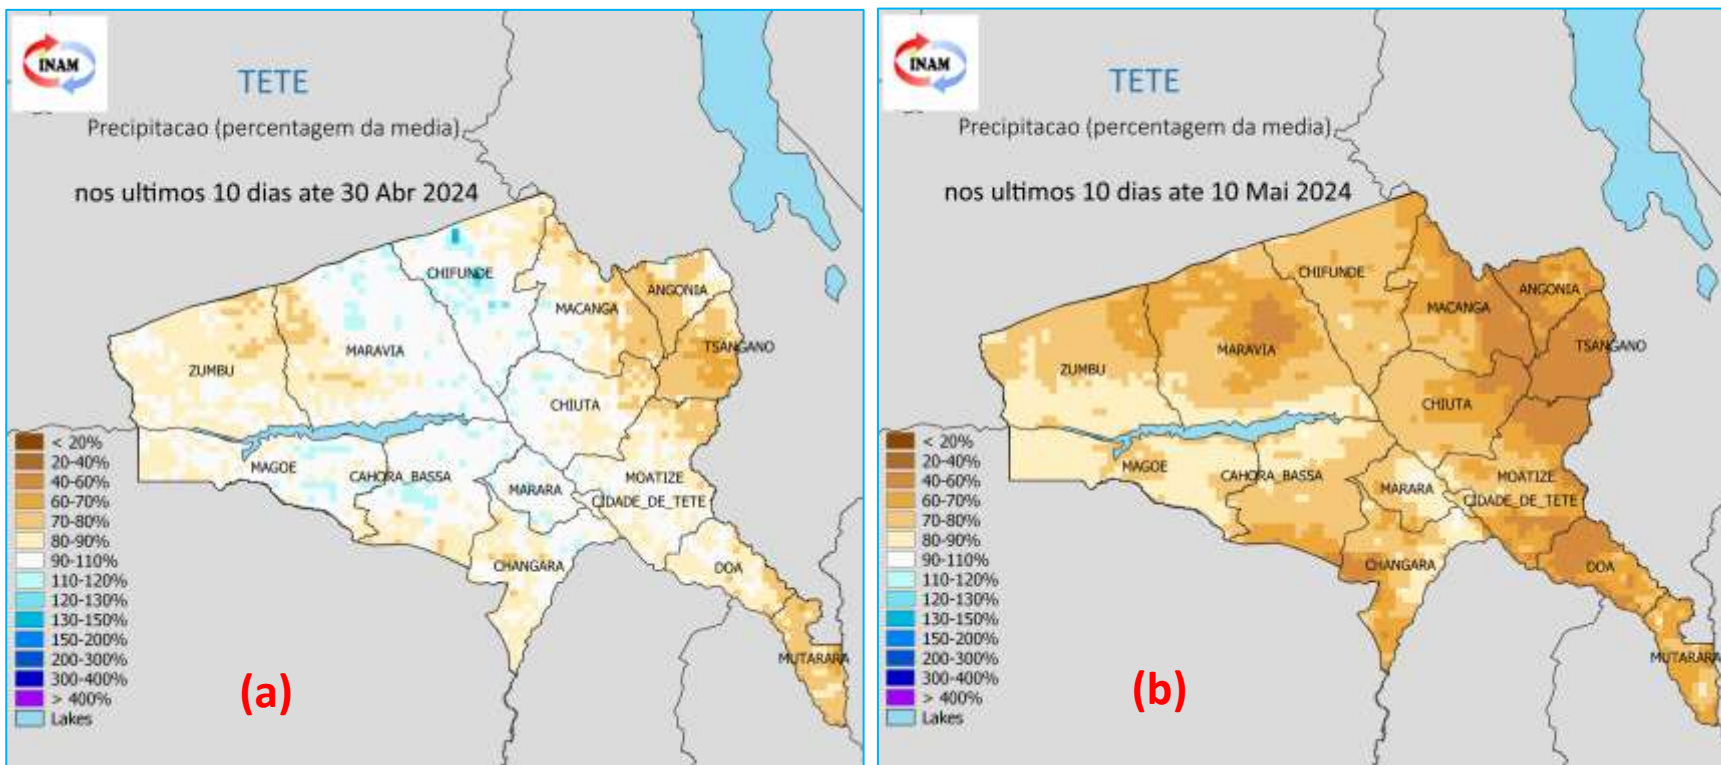 INAM
TETE
Precipitacao (percentagem da media)
nos ultimos 10 dias ate 30 Abr 2024
CHIFUNDE
ANGONIA
MACANGA
TSANGANO
MARAVIA
ZUMBU
CHIUTA
MAGOE
CAHORA_BASSA
MOATIZE
MARARA
CIDADE_DE_TETE
CHANGARA
DOA
MUTARARA
< 20%
20-40%
40-60%
60-70%
70-80%
80-90%
90-110%
110-120%
120-130%
130-150%
150-200%
200-300%
300-400%
> 400%
Lakes
(a)
INAM
TETE
Precipitacao (percentagem da media)
nos ultimos 10 dias ate 10 Mai 2024
CHIFUNDE
ANGONIA
MACANGA
TSANGANO
MARAVIA
ZUMBU
CHIUTA
MAGOE
CAHORA_BASSA
MOATIZE
MARARA
CIDADE_DE_TETE
CHANGARA
DOA
MUTARARA
< 20%
20-40%
40-60%
60-70%
70-80%
80-90%
90-110%
110-120%
120-130%
130-150%
150-200%
200-300%
300-400%
> 400%
Lakes
(b)